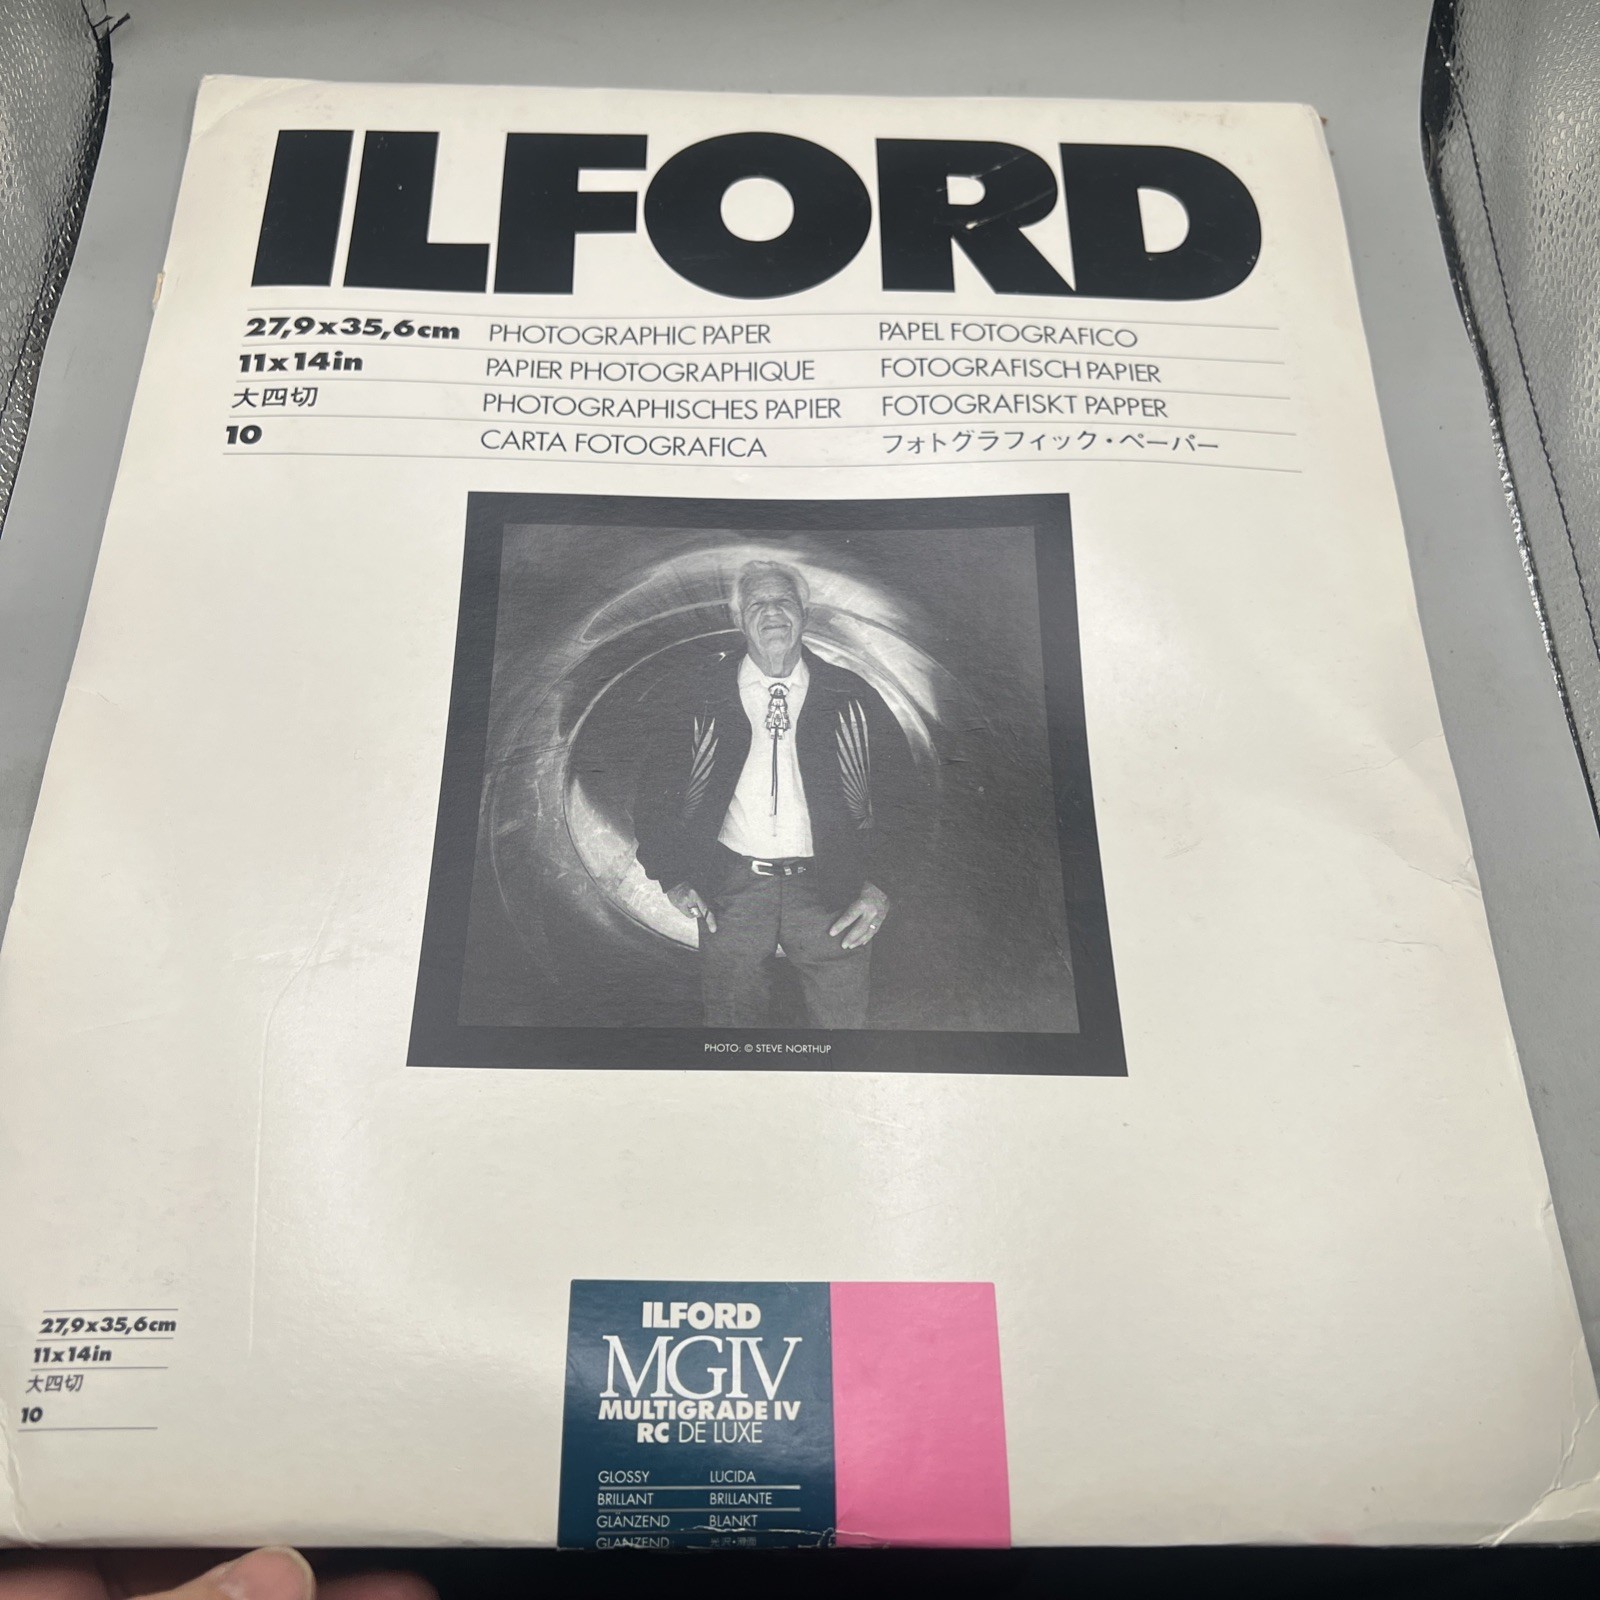 ILFORD
27,9x35,6cm PHOTOGRAPHIC PAPER PAPEL FOTOGRAFICO
11x14in PAPIER PHOTOGRAPHIQUE FOTOGRAFISCH PAPIER
大四切 PHOTOGRAPHISCHES PAPIER FOTOGRAFISKT PAPPER
10 CARTA FOTOGRAFICA フォトグラフィック・ペーパー
PHOTO: © STEVE NORTHUP
27,9x35,6cm
11x14in
大四切
10
ILFORD
MGIV
MULTIGRADE IV
RC DE LUXE
GLOSSY LUCIDA
BRILLANT BRILLANTE
GLÄNZEND BLANKT
GLANZEND